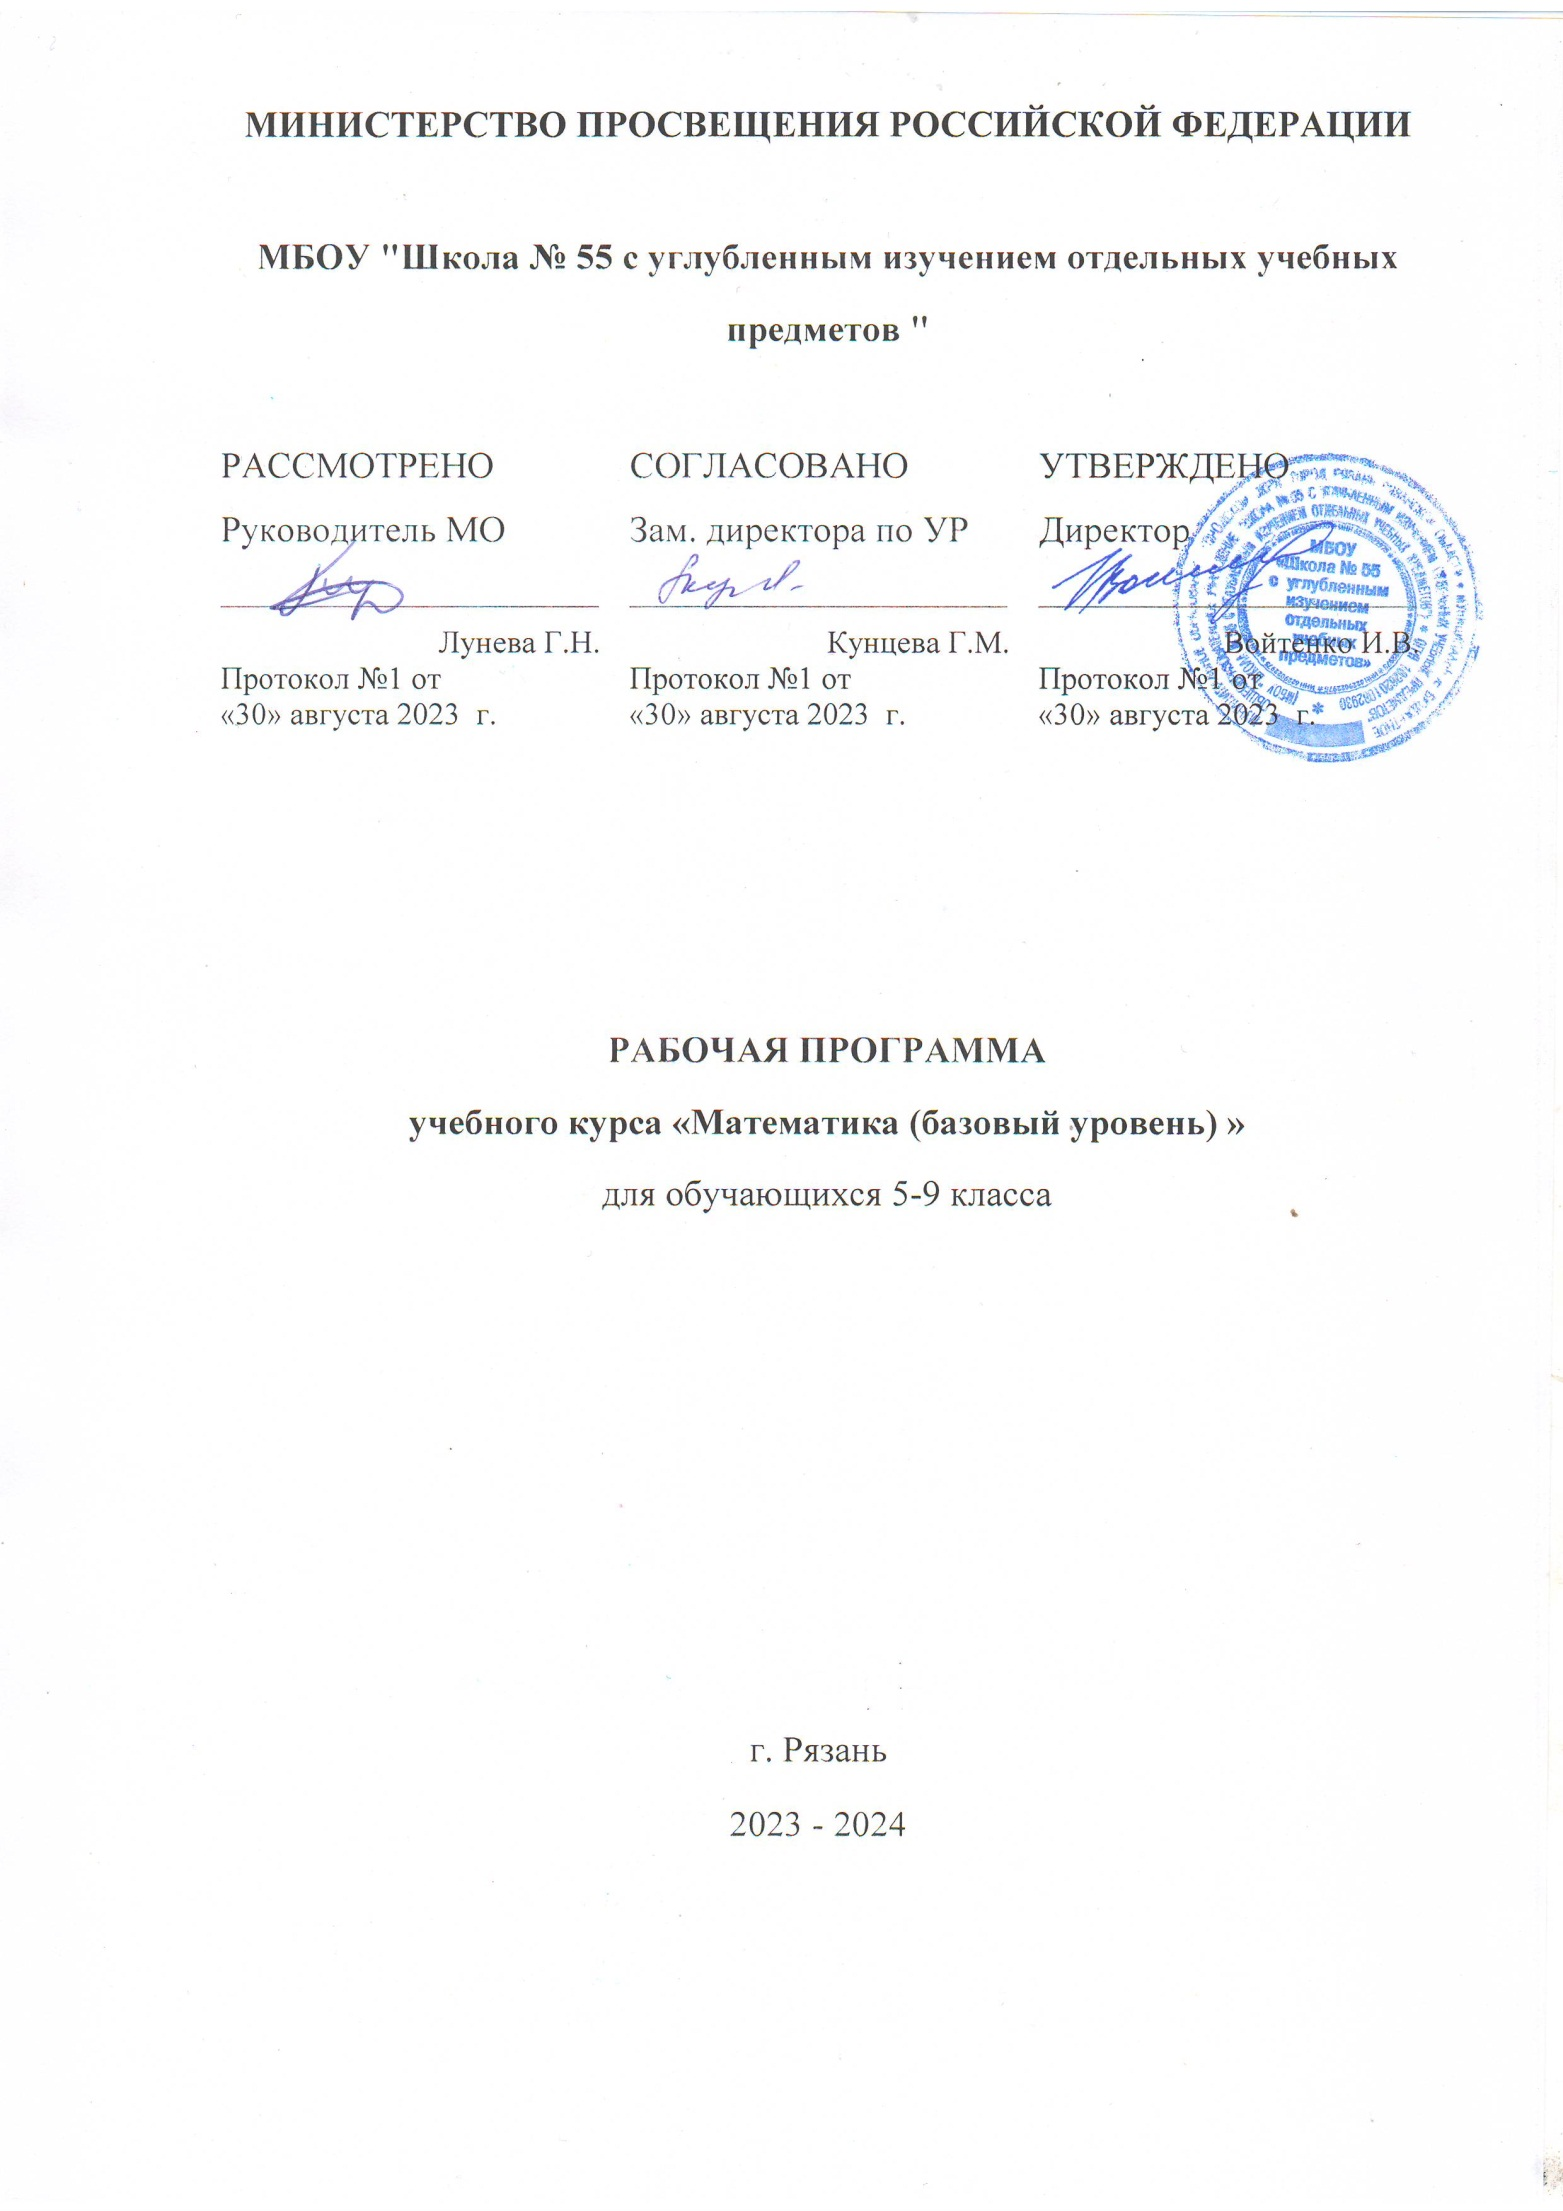 МИНИСТЕРСТВО ПРОСВЕЩЕНИЯ РОССИЙСКОЙ ФЕДЕРАЦИИ
МБОУ "Школа № 55 с углубленным изучением отдельных учебных
предметов "
РАССМОТРЕНО
Руководитель МО
Лунева Г.Н.
Протокол №1 от
«30» августа 2023 г.
СОГЛАСОВАНО
Зам. директора по УР
Кунцева Г.М.
Протокол №1 от
«30» августа 2023 г.
УТВЕРЖДЕНО
Директор
Войтенко И.В.
Протокол №1 от
«30» августа 2023 г.
МБОУ
«Школа № 55
с углубленным
изучением
отдельных
учебных
предметов»
РАБОЧАЯ ПРОГРАММА
учебного курса «Математика (базовый уровень) »
для обучающихся 5-9 класса
г. Рязань
2023 - 2024